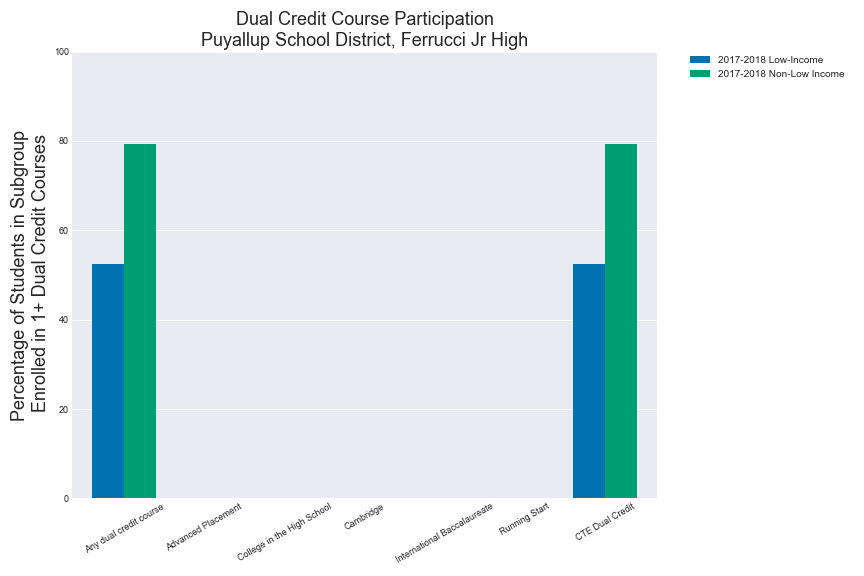 Dual Credit Course Participation
Puyallup School District, Ferrucci Jr High
2017-2018 Low-Income
2017-2018 Non-Low Income
Percentage of Students in Subgroup
Enrolled in 1+ Dual Credit Courses
100
80
60
40
20
0
Any dual credit course
Advanced Placement
College in the High School
Cambridge
International Baccalaureate
Running Start
CTE Dual Credit